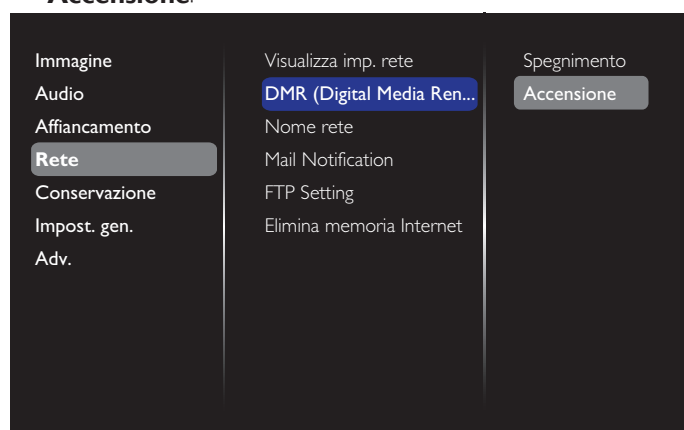 Accensione
Immagine
Audio
Affiancamento
Rete
Conservazione
Impost. gen.
Adv.
Visualizza imp. rete
DMR (Digital Media Ren...
Nome rete
Mail Notification
FTP Setting
Elimina memoria Internet
Spegnimento
Accensione